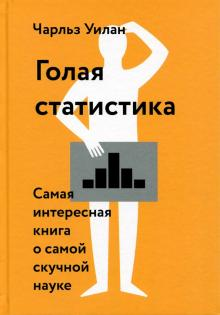 Чарльз Уилан
Голая
статистика
Самая
интересная
книга
о самой
скучной
науке